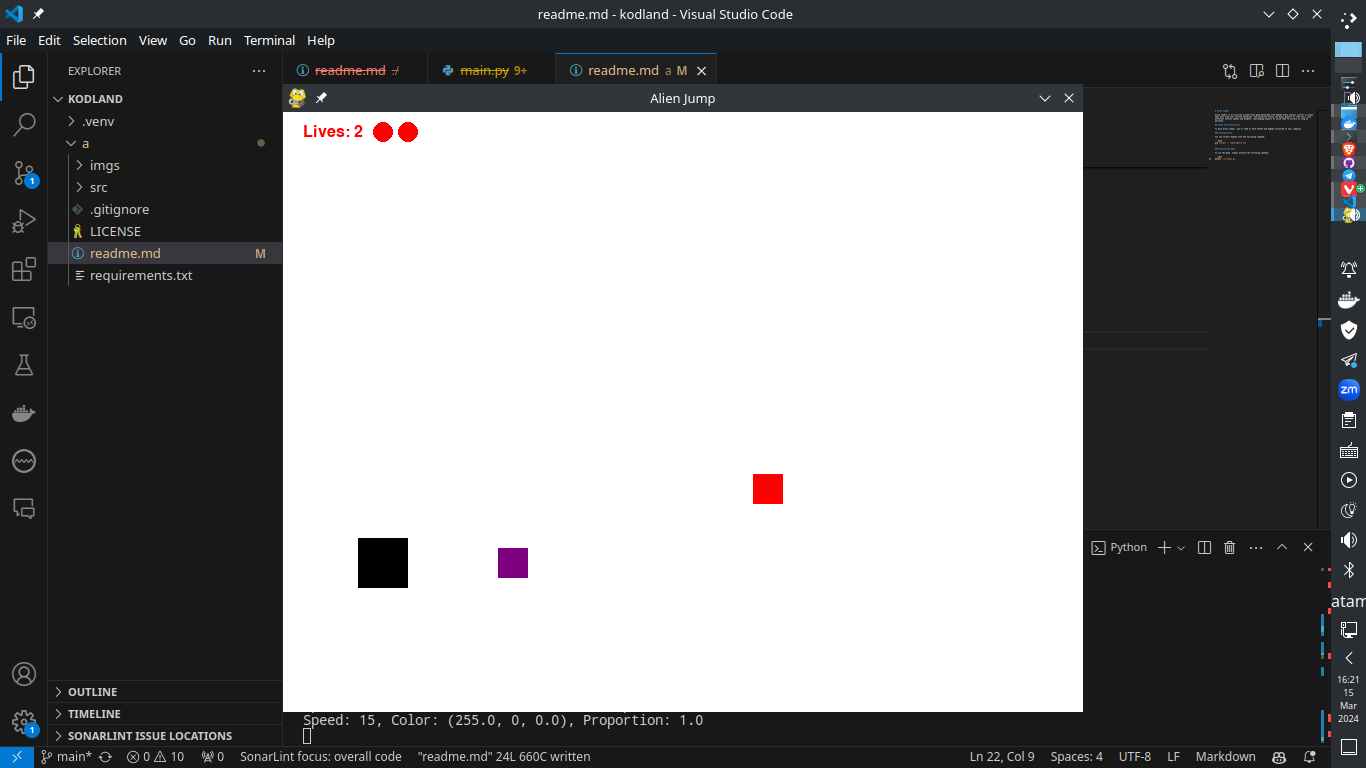 readme.md - kodland - Visual Studio Code
File Edit Selection View Go Run Terminal Help
EXPLORER
readme.md
main.py 9+
readme.md a M
KODLAND
.venv
a
imgs
src
.gitignore
LICENSE
readme.md M
requirements.txt
Alien Jump
Lives: 2
Python
Speed: 15, Color: (255.0, 0, 0.0), Proportion: 1.0
OUTLINE
TIMELINE
SONARLINT ISSUE LOCATIONS
1
1
main* 0 10 0 SonarLint focus: overall code "readme.md" 24L 660C written Ln 22, Col 9 Spaces: 4 UTF-8 LF Markdown
zm
atam
16:21
15
Mar
2024